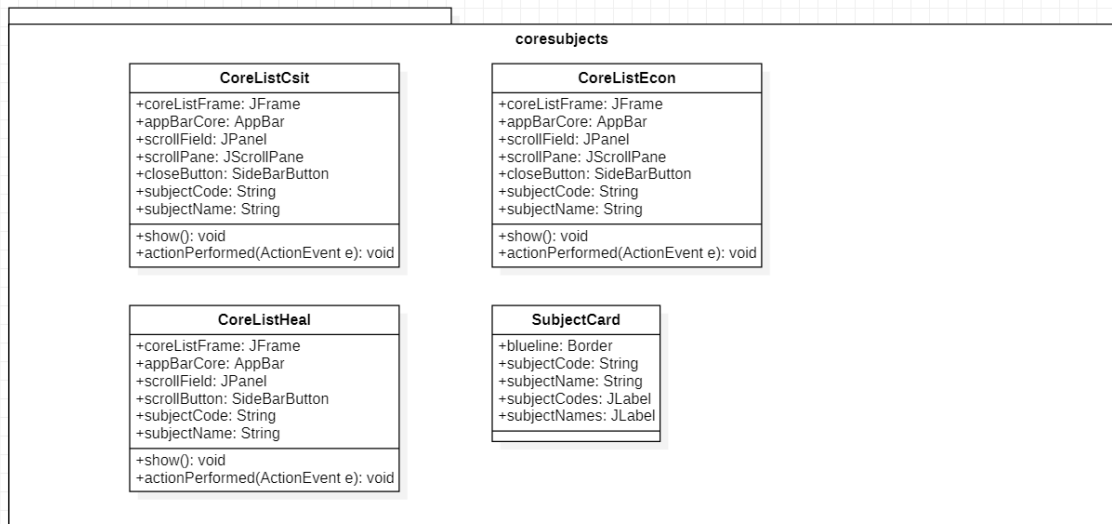 coresubjects
CoreListCsit
+coreListFrame: JFrame
+appBarCore: AppBar
+scrollField: JPanel
+scrollPane: JScrollPane
+closeButton: SideBarButton
+subjectCode: String
+subjectName: String
+show(): void
+actionPerformed(ActionEvent e): void
CoreListEcon
+coreListFrame: JFrame
+appBarCore: AppBar
+scrollField: JPanel
+scrollPane: JScrollPane
+closeButton: SideBarButton
+subjectCode: String
+subjectName: String
+show(): void
+actionPerformed(ActionEvent e): void
CoreListHeal
+coreListFrame: JFrame
+appBarCore: AppBar
+scrollField: JPanel
+scrollButton: SideBarButton
+subjectCode: String
+subjectName: String
+show(): void
+actionPerformed(ActionEvent e): void
SubjectCard
+blueline: Border
+subjectCode: String
+subjectName: String
+subjectCodes: JLabel
+subjectNames: JLabel